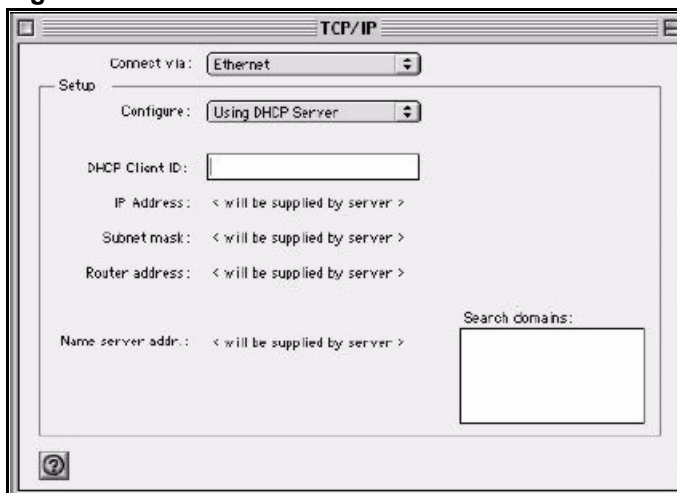 TCP/IP
Connect via: Ethernet
Setup
Configure: Using DHCP Server
DHCP Client ID:
IP Address: < will be supplied by server >
Subnet mask: < will be supplied by server >
Router address: < will be supplied by server >
Search domains:
Name server addr.: < will be supplied by server >
?